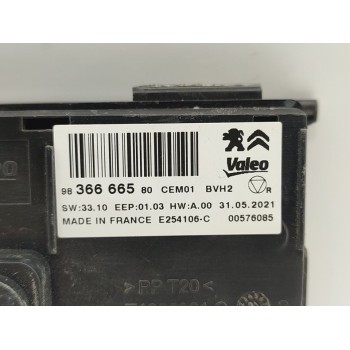 Valeo
98 366 665 80 CEM01 BVH2 R
SW:33.10 EEP:01.03 HW:A.00 31.05.2021
MADE IN FRANCE E254106-C 00576085
>PP T20<